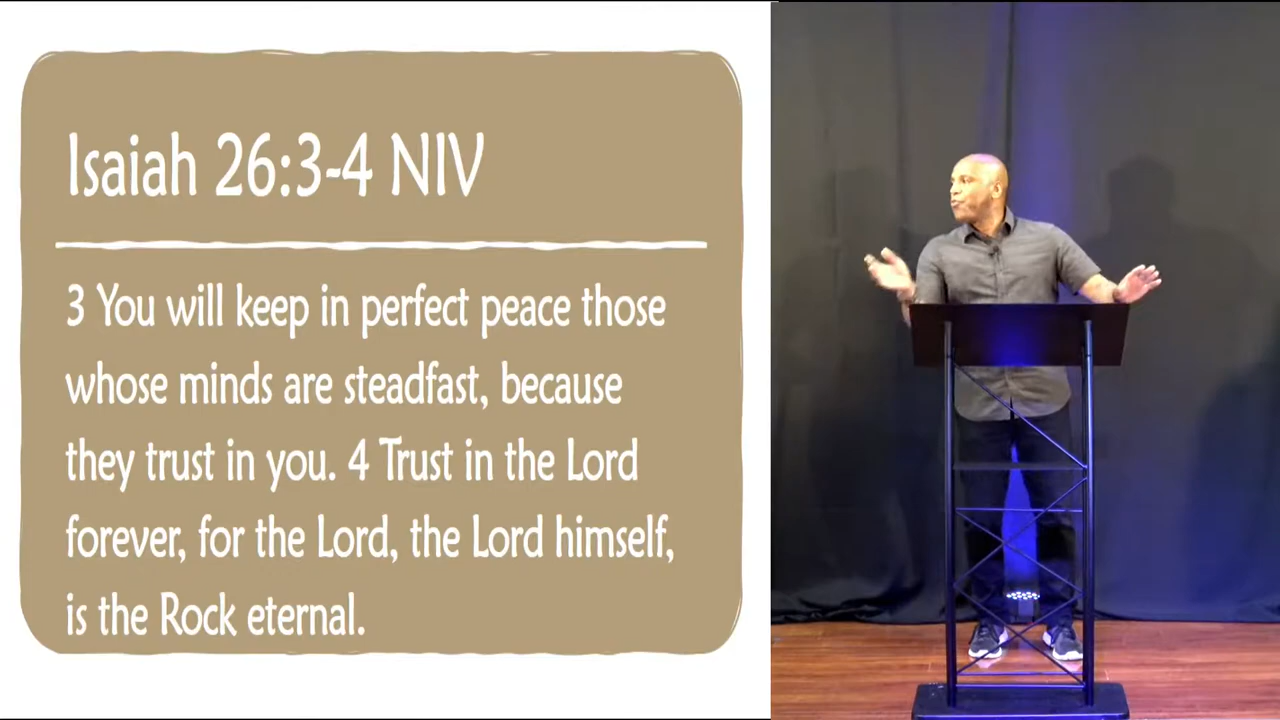 Isaiah 26:3-4 NIV
3 You will keep in perfect peace those
whose minds are steadfast, because
they trust in you. 4 Trust in the Lord
forever, for the Lord, the Lord himself,
is the Rock eternal.